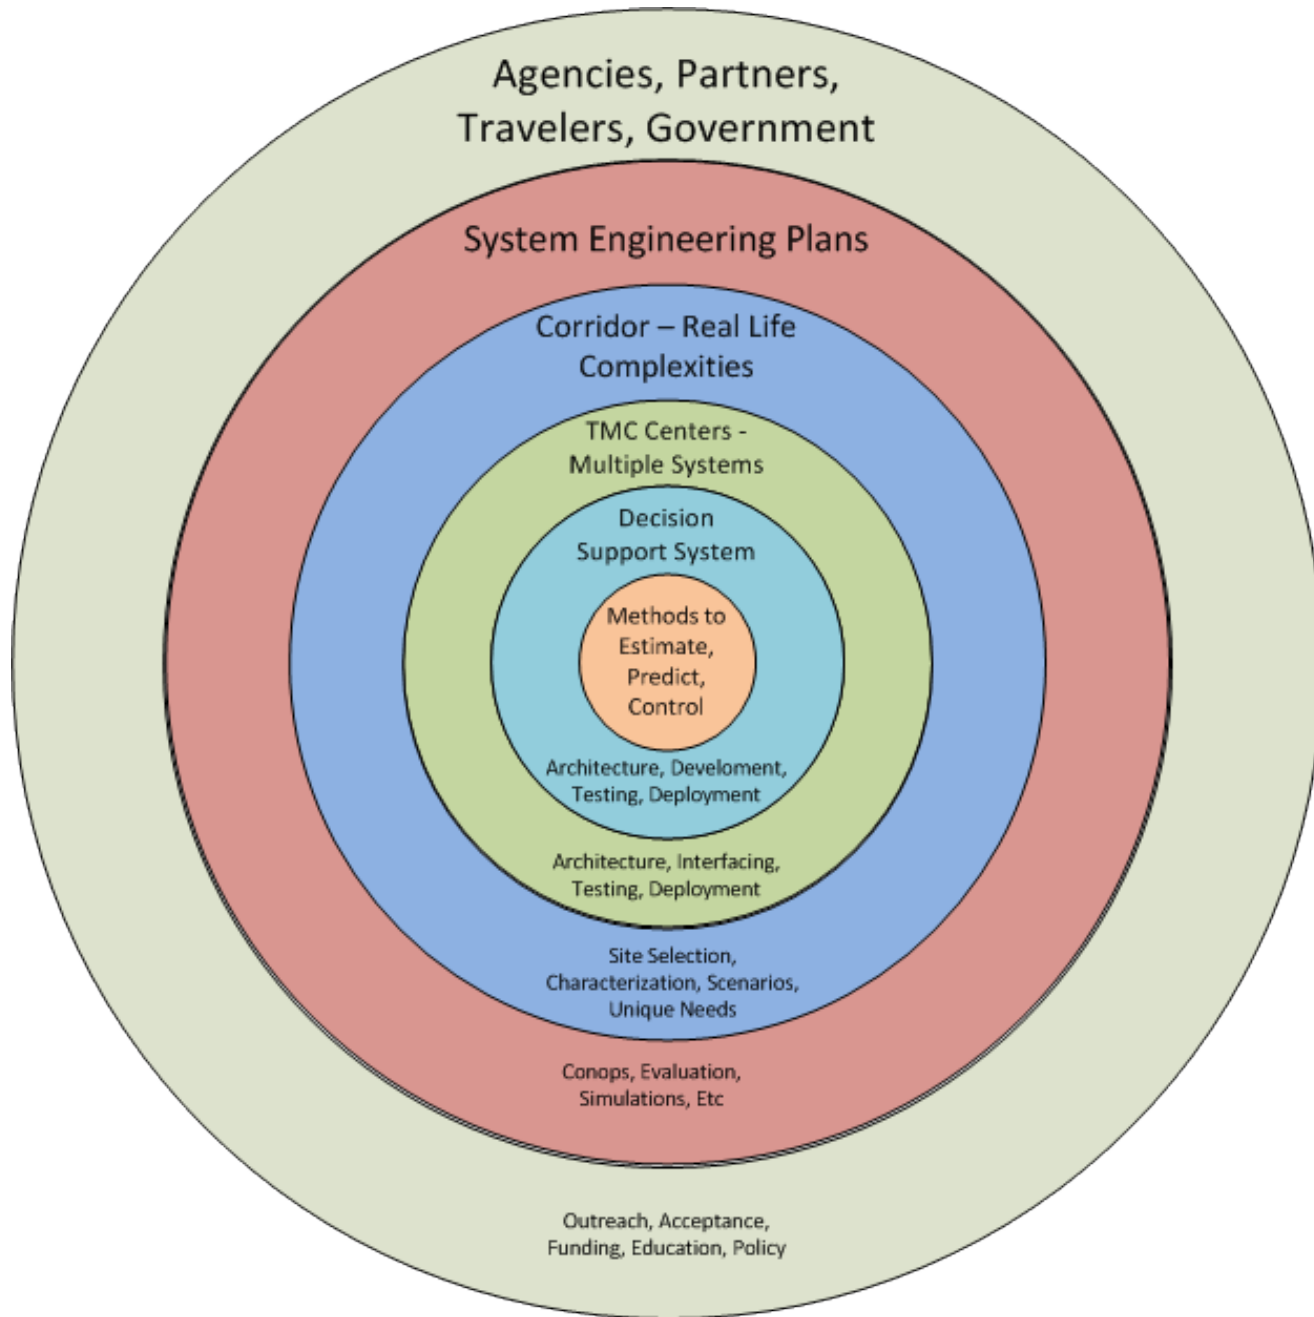 Agencies, Partners,
Travelers, Government
System Engineering Plans
Corridor – Real Life
Complexities
TMC Centers -
Multiple Systems
Decision
Support System
Methods to
Estimate,
Predict,
Control
Architecture, Develoment,
Testing, Deployment
Architecture, Interfacing,
Testing, Deployment
Site Selection,
Characterization, Scenarios,
Unique Needs
Conops, Evaluation,
Simulations, Etc
Outreach, Acceptance,
Funding, Education, Policy